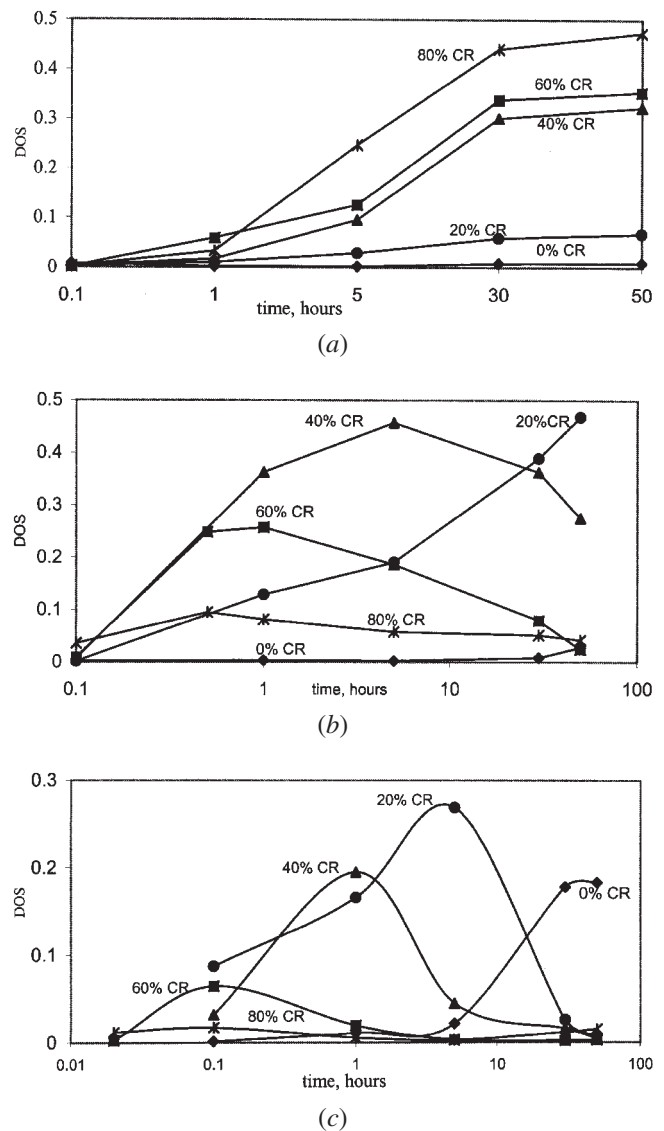 0.5
80% CR
0.4
60% CR
0.3
40% CR
DOS
0.2
0.1
20% CR
0% CR
0
0.1
1
5
30
50
time, hours
(a)
0.5
40% CR
20%CR
0.4
0.3
60% CR
DOS
0.2
0.1
80% CR
0% CR
0
0.1
1
time, hours
10
100
(b)
0.3
20% CR
0.2
40% CR
0% CR
DOS
0.1
60% CR
80% CR
0
0.01
0.1
1
10
100
time, hours
(c)